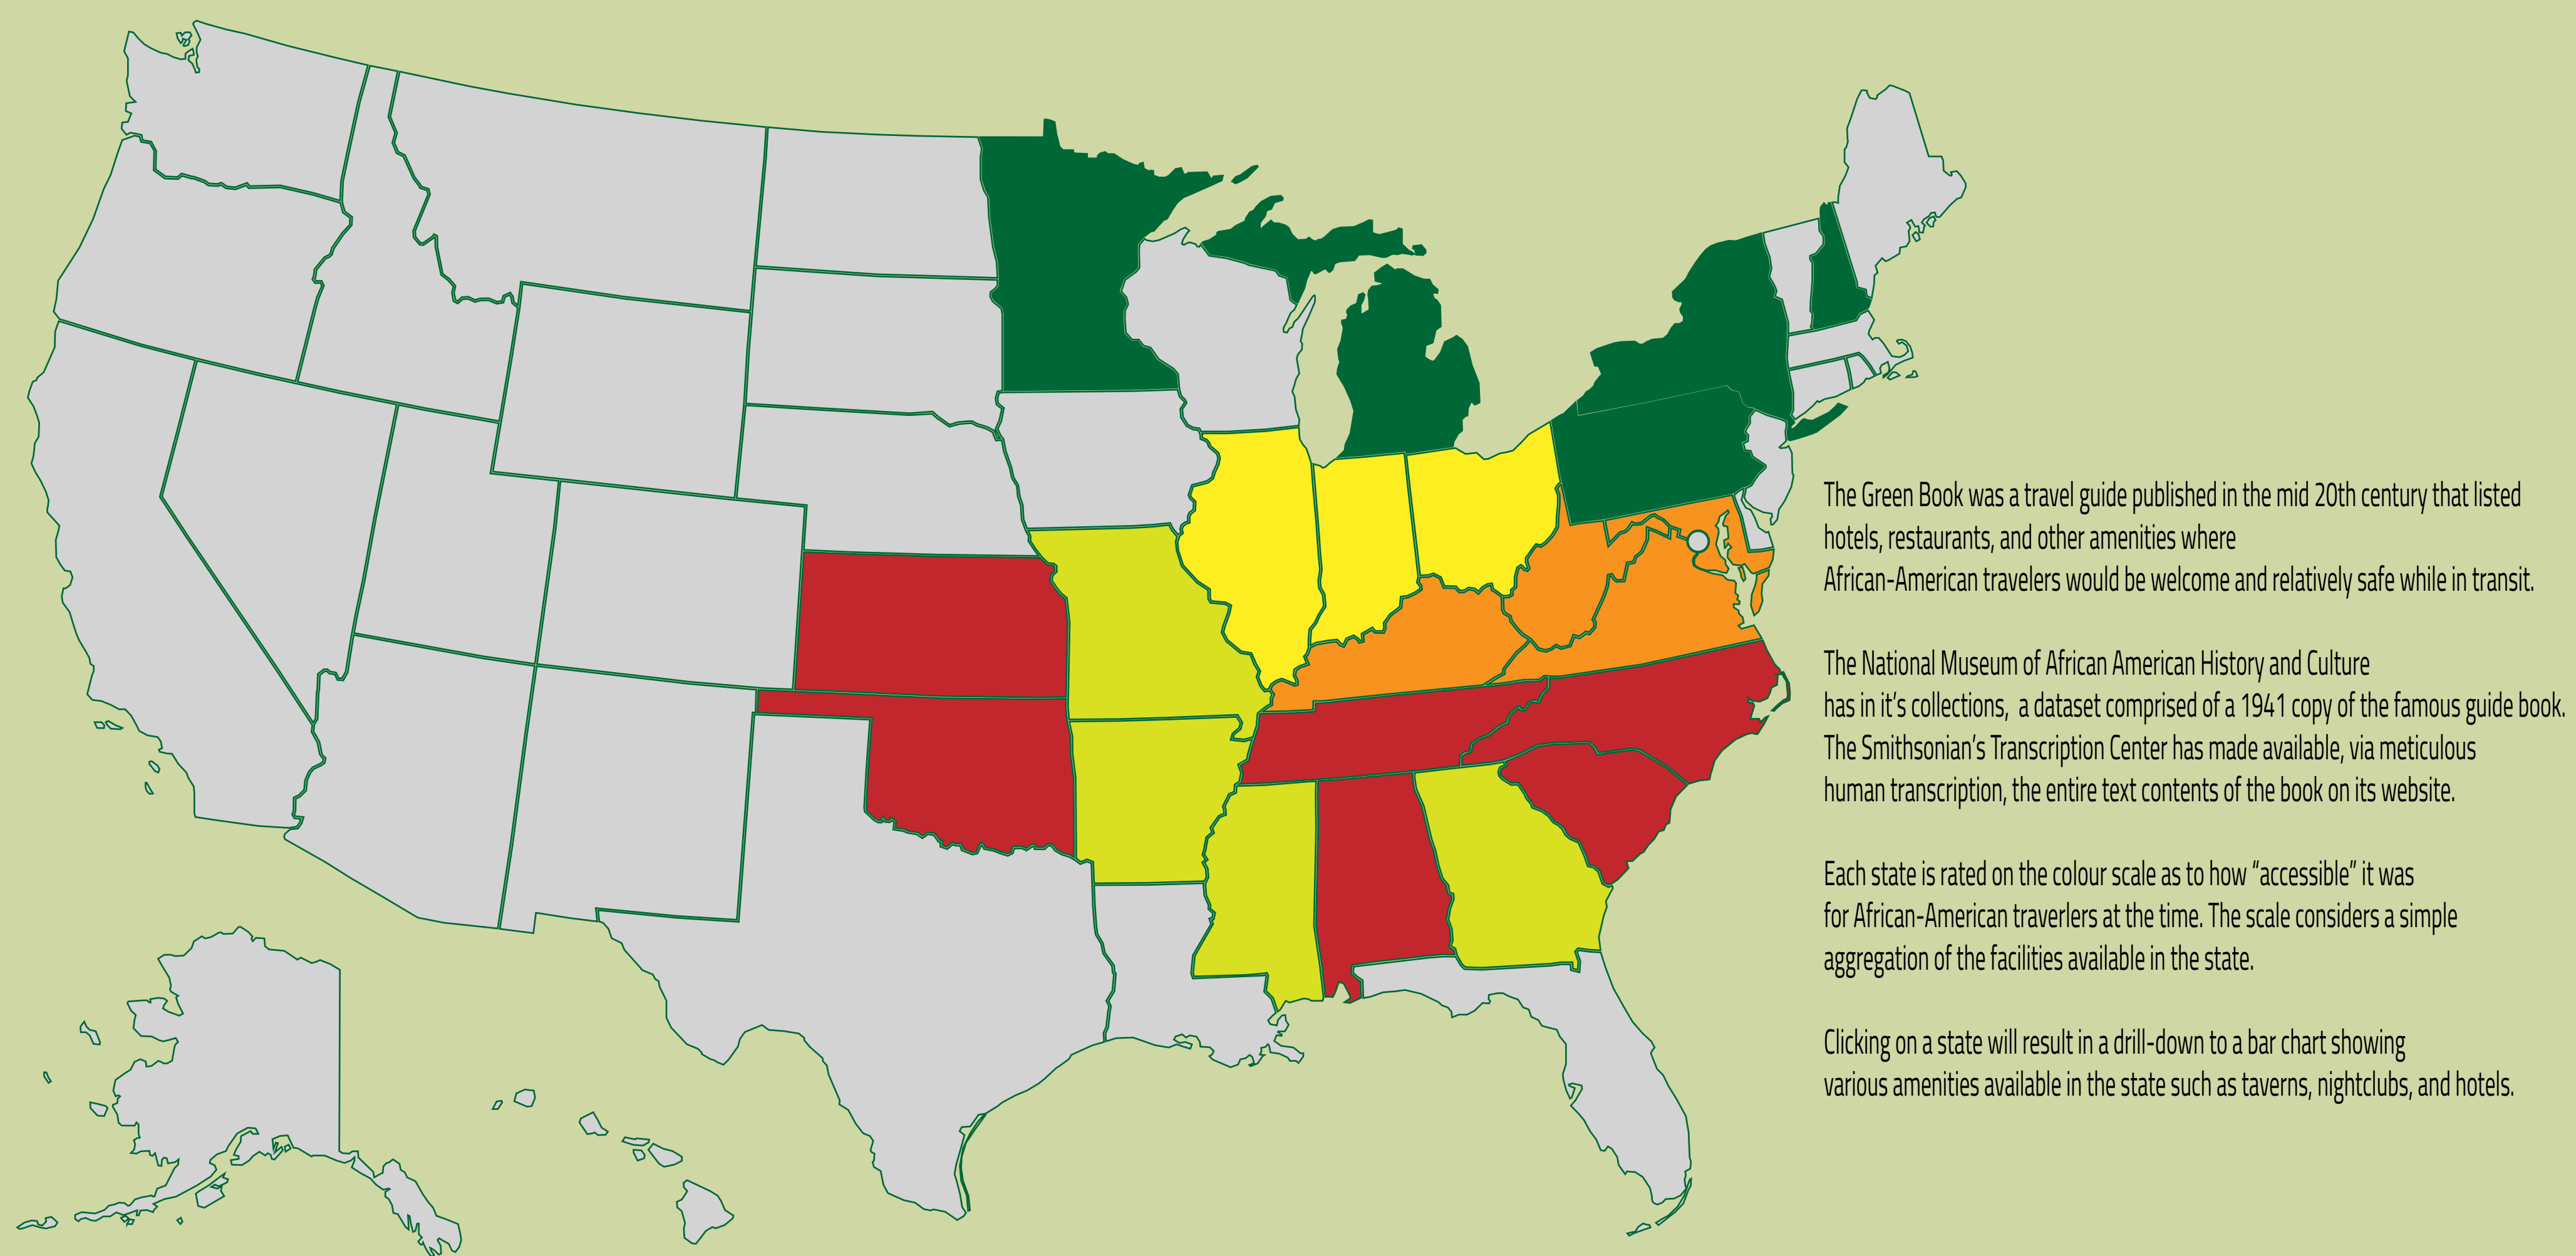 The Green Book was a travel guide published in the mid 20th century that listed
hotels, restaurants, and other amenities where
African-American travelers would be welcome and relatively safe while in transit.
The National Museum of African American History and Culture
has in it’s collections,  a dataset comprised of a 1941 copy of the famous guide book.
The Smithsonian’s Transcription Center has made available, via meticulous
human transcription, the entire text contents of the book on its website.
Each state is rated on the colour scale as to how “accessible” it was
for African-American traverlers at the time. The scale considers a simple
aggregation of the facilities available in the state.
Clicking on a state will result in a drill-down to a bar chart showing
various amenities available in the state such as taverns, nightclubs, and hotels.